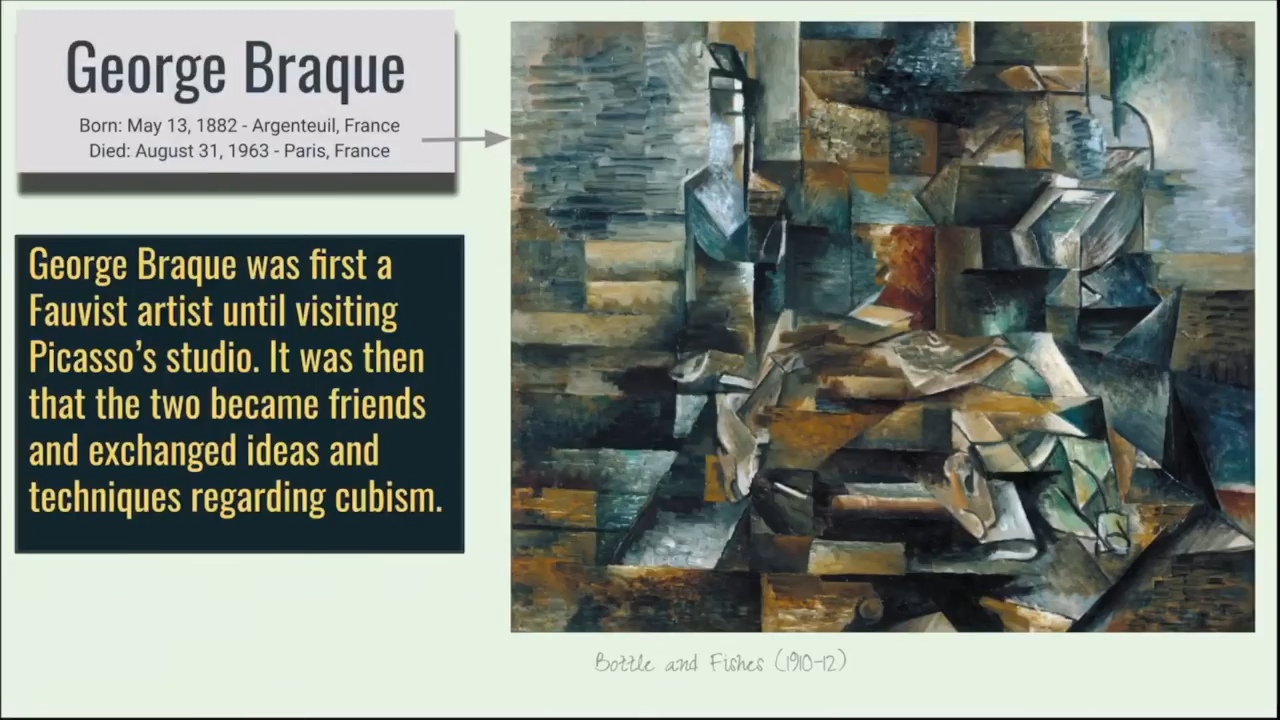 George Braque
Born: May 13, 1882 - Argenteuil, France
Died: August 31, 1963 - Paris, France
George Braque was first a
Fauvist artist until visiting
Picasso’s studio. It was then
that the two became friends
and exchanged ideas and
techniques regarding cubism.
Bottle and Fishes (1910-12)